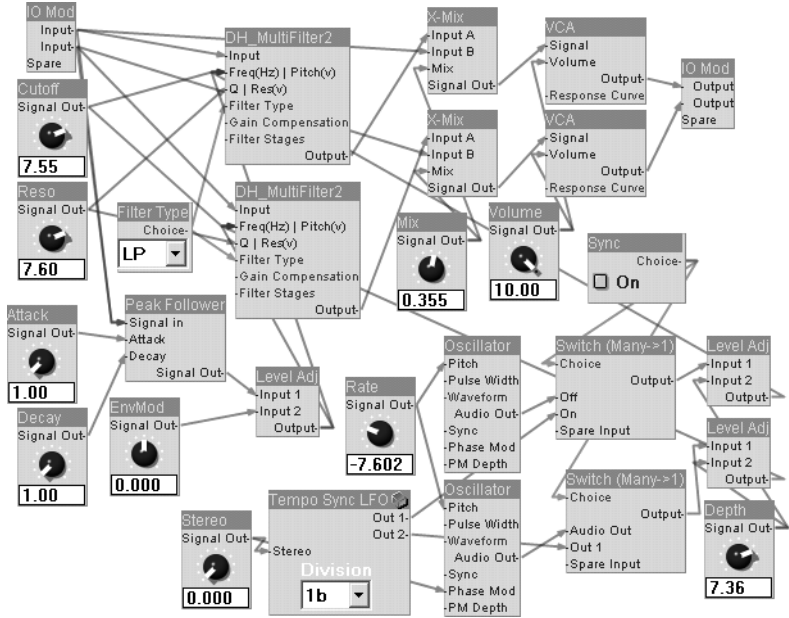 IO Mod
Input-
Input-
Spare
Cutoff
Signal Out-
7.55
Reso
Signal Out-
7.60
Filter Type
Choice-
LP
DH_MultiFilter2
-Input
-Freq(Hz) | Pitch(v)
-Q | Res(v)
-Filter Type
-Gain Compensation
-Filter Stages
Output-
DH_MultiFilter2
-Input
-Freq(Hz) | Pitch(v)
-Q | Res(v)
-Filter Type
-Gain Compensation
-Filter Stages
Output-
X-Mix
-Input A
-Input B
-Mix
Signal Out-
X-Mix
-Input A
-Input B
-Mix
Signal Out-
VCA
-Signal
-Volume
Output-
-Response Curve
VCA
-Signal
-Volume
Output-
-Response Curve
IO Mod
- Output
- Output
Spare
Mix
Signal Out-
0.355
Volume
Signal Out-
10.00
Sync
Choice-
On
Attack
Signal Out-
1.00
Decay
Signal Out-
1.00
Peak Follower
-Signal in
-Attack
-Decay
Signal Out-
EnvMod
Signal Out-
0.000
Level Adj
-Input 1
-Input 2
Output-
Rate
Signal Out-
-7.602
Oscillator
-Pitch
-Pulse Width
-Waveform
Audio Out-
-Sync
-Phase Mod
-PM Depth
Oscillator
-Pitch
-Pulse Width
-Waveform
Audio Out-
-Sync
-Phase Mod
-PM Depth
Switch (Many->1)
-Choice
Output-
-Off
-On
-Spare Input
Switch (Many->1)
-Choice
Output-
-Audio Out
-Out 1
-Spare Input
Level Adj
-Input 1
-Input 2
Output-
Level Adj
-Input 1
-Input 2
Output-
Depth
Signal Out-
7.36
Stereo
Signal Out-
0.000
Tempo Sync LFO
Out 1-
Out 2-
-Stereo
Division
1b